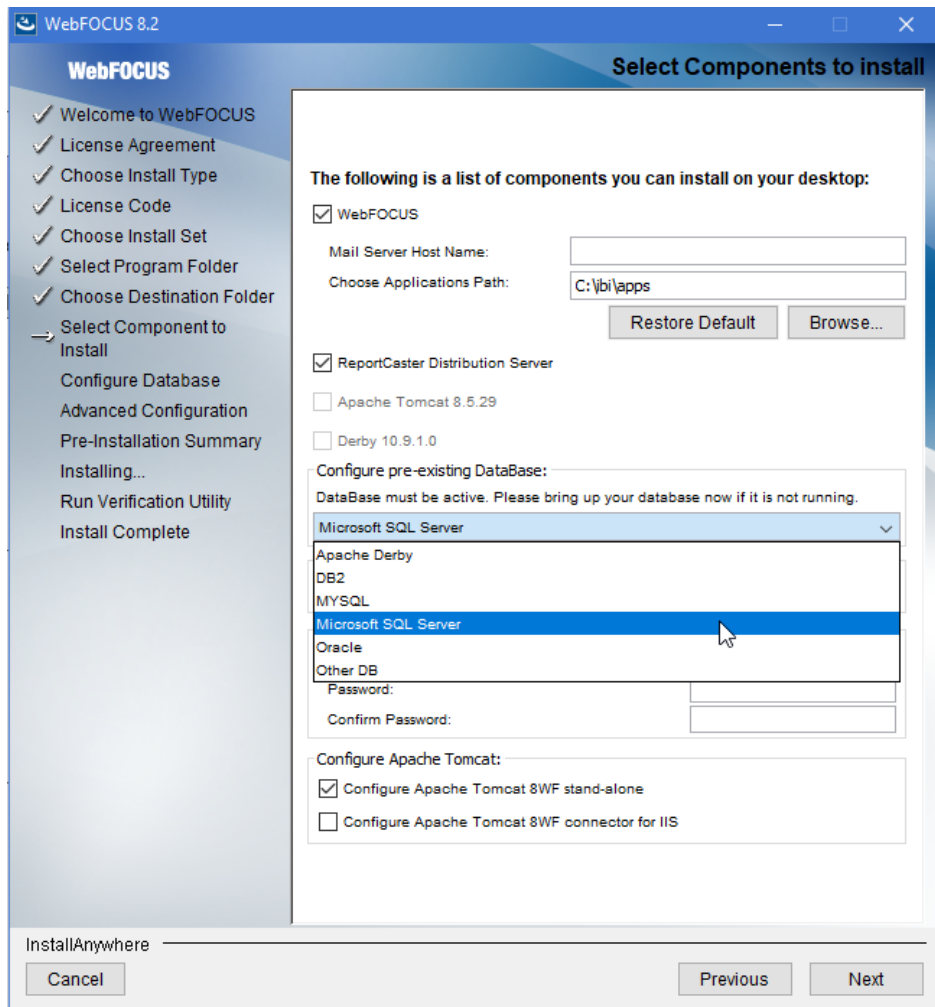 WebFOCUS 8.2
WebFOCUS
Select Components to install
Welcome to WebFOCUS
License Agreement
Choose Install Type
License Code
Choose Install Set
Select Program Folder
Choose Destination Folder
Select Component to
Install
Configure Database
Advanced Configuration
Pre-Installation Summary
Installing...
Run Verification Utility
Install Complete
The following is a list of components you can install on your desktop:
WebFOCUS
Mail Server Host Name:
Choose Applications Path:
C:\ibi\apps
Restore Default
Browse...
ReportCaster Distribution Server
Apache Tomcat 8.5.29
Derby 10.9.1.0
Configure pre-existing DataBase:
DataBase must be active. Please bring up your database now if it is not running.
Microsoft SQL Server
Apache Derby
DB2
MYSQL
Microsoft SQL Server
Oracle
Other DB
Password:
Confirm Password:
Configure Apache Tomcat:
Configure Apache Tomcat 8WF stand-alone
Configure Apache Tomcat 8WF connector for IIS
InstallAnywhere
Cancel
Previous
Next